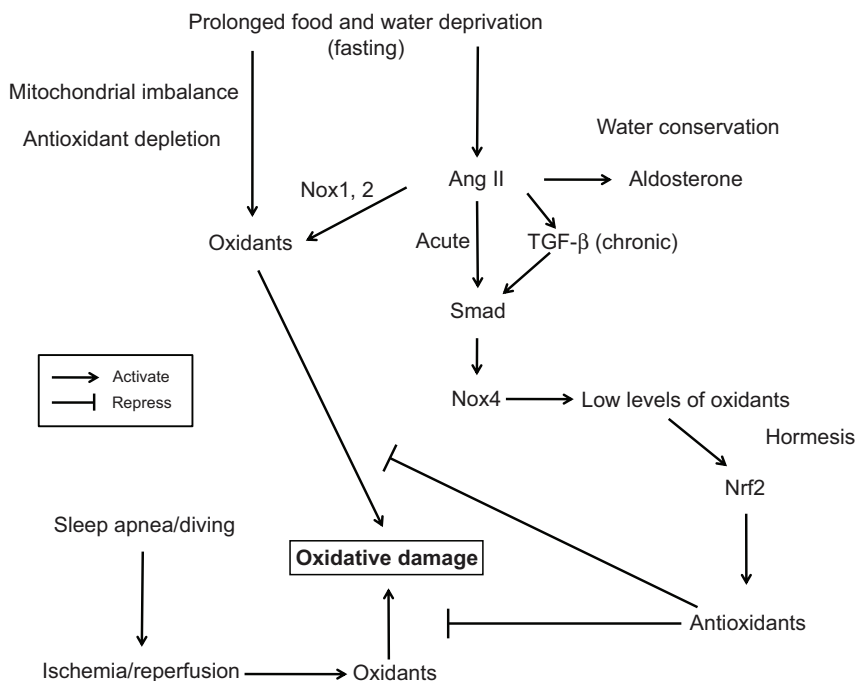 Prolonged food and water deprivation
(fasting)
Mitochondrial imbalance
Antioxidant depletion
Water conservation
Nox1, 2
Ang II
Aldosterone
Oxidants
Acute
TGF-β (chronic)
Smad
Activate
Repress
Nox4
Low levels of oxidants
Hormesis
Nrf2
Sleep apnea/diving
Oxidative damage
Antioxidants
Ischemia/reperfusion
Oxidants